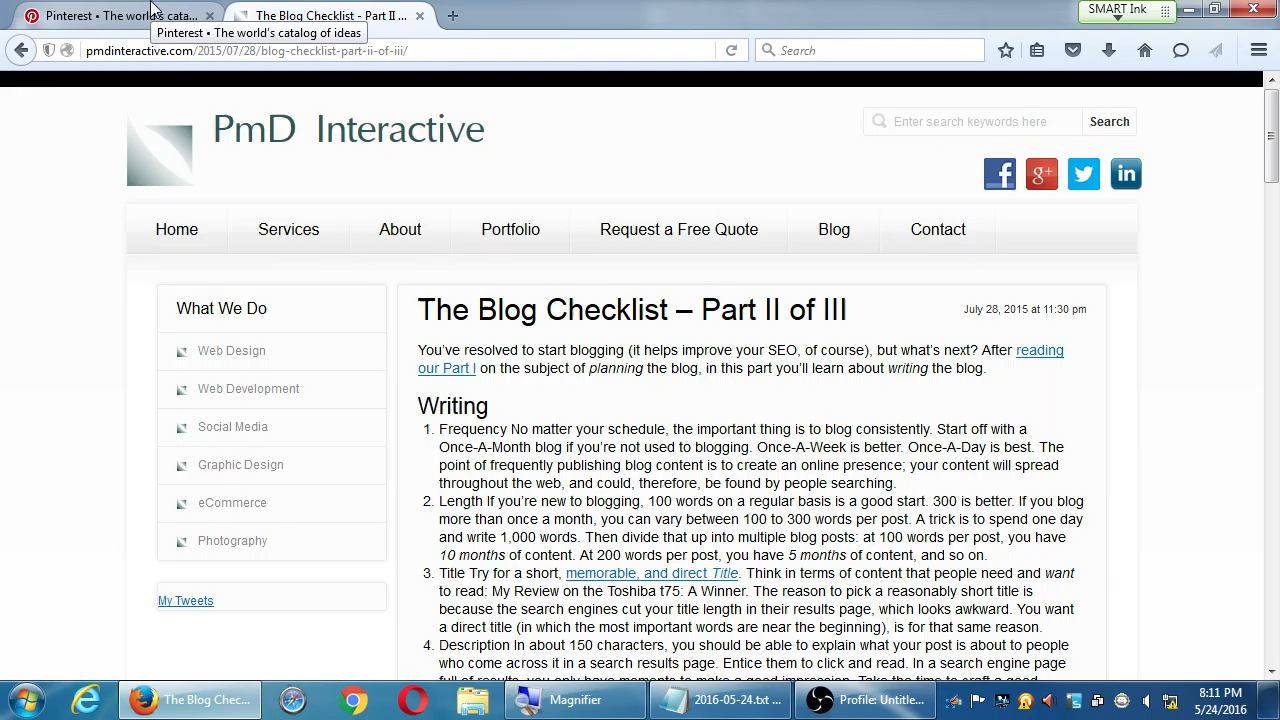 Pinterest • The world's cata...
The Blog Checklist - Part II ...
SMART Ink
Pinterest • The world's catalog of ideas
pmdinteractive.com/2015/07/28/blog-checklist-part-ii-of-iii/
Search
PmD Interactive
Enter search keywords here
Search
f
g+
in
Home
Services
About
Portfolio
Request a Free Quote
Blog
Contact
What We Do
Web Design
Web Development
Social Media
Graphic Design
eCommerce
Photography
My Tweets
The Blog Checklist – Part II of III
July 28, 2015 at 11:30 pm
You've resolved to start blogging (it helps improve your SEO, of course), but what's next? After reading
our Part I on the subject of planning the blog, in this part you'll learn about writing the blog.
Writing
1. Frequency No matter your schedule, the important thing is to blog consistently. Start off with a
Once-A-Month blog if you're not used to blogging. Once-A-Week is better. Once-A-Day is best. The
point of frequently publishing blog content is to create an online presence; your content will spread
throughout the web, and could, therefore, be found by people searching.
2. Length If you're new to blogging, 100 words on a regular basis is a good start. 300 is better. If you blog
more than once a month, you can vary between 100 to 300 words per post. A trick is to spend one day
and write 1,000 words. Then divide that up into multiple blog posts: at 100 words per post, you have
10 months of content. At 200 words per post, you have 5 months of content, and so on.
3. Title Try for a short, memorable, and direct Title. Think in terms of content that people need and want
to read: My Review on the Toshiba t75: A Winner. The reason to pick a reasonably short title is
because the search engines cut your title length in their results page, which looks awkward. You want
a direct title (in which the most important words are near the beginning), is for that same reason.
4. Description In about 150 characters, you should be able to explain what your post is about to people
who come across it in a search results page. Entice them to click and read. In a search engine page
full of results, you only have moments to make a good impression. Take the time to craft a good
The Blog Chec...
Magnifier
2016-05-24.txt ...
Profile: Untitle...
8:11 PM
5/24/2016